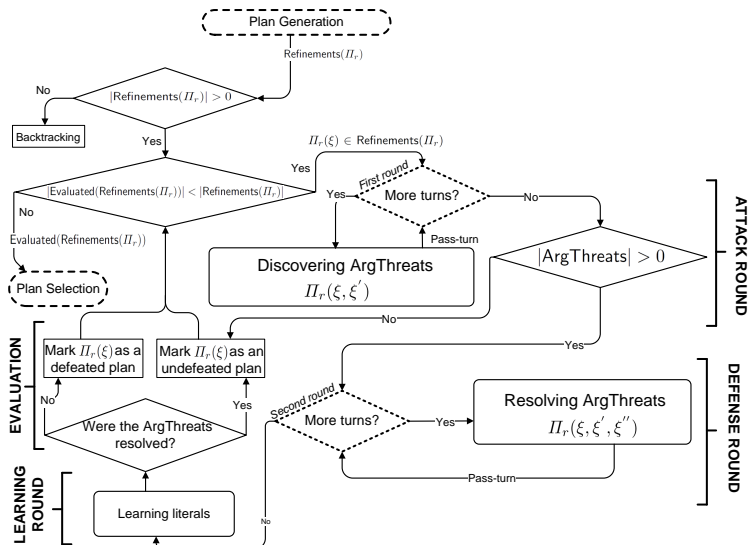 Plan Generation
Refinements(Π_r)
|Refinements(Π_r)| > 0
No
Backtracking
Yes
Π_r(ξ) ∈ Refinements(Π_r)
Yes
|Evaluated(Refinements(Π_r))| < |Refinements(Π_r)|
No
Evaluated(Refinements(Π_r))
Plan Selection
First round
More turns?
Yes
No
Pass-turn
Discovering ArgThreats
Π_r(ξ, ξ′)
|ArgThreats| > 0
ATTACK ROUND
No
Yes
Mark Π_r(ξ) as a
defeated plan
Mark Π_r(ξ) as an
undefeated plan
EVALUATION
No
Yes
Were the ArgThreats
resolved?
Second round
More turns?
Yes
Resolving ArgThreats
Π_r(ξ, ξ′, ξ″)
Pass-turn
DEFENSE ROUND
No
Learning literals
LEARNING
ROUND